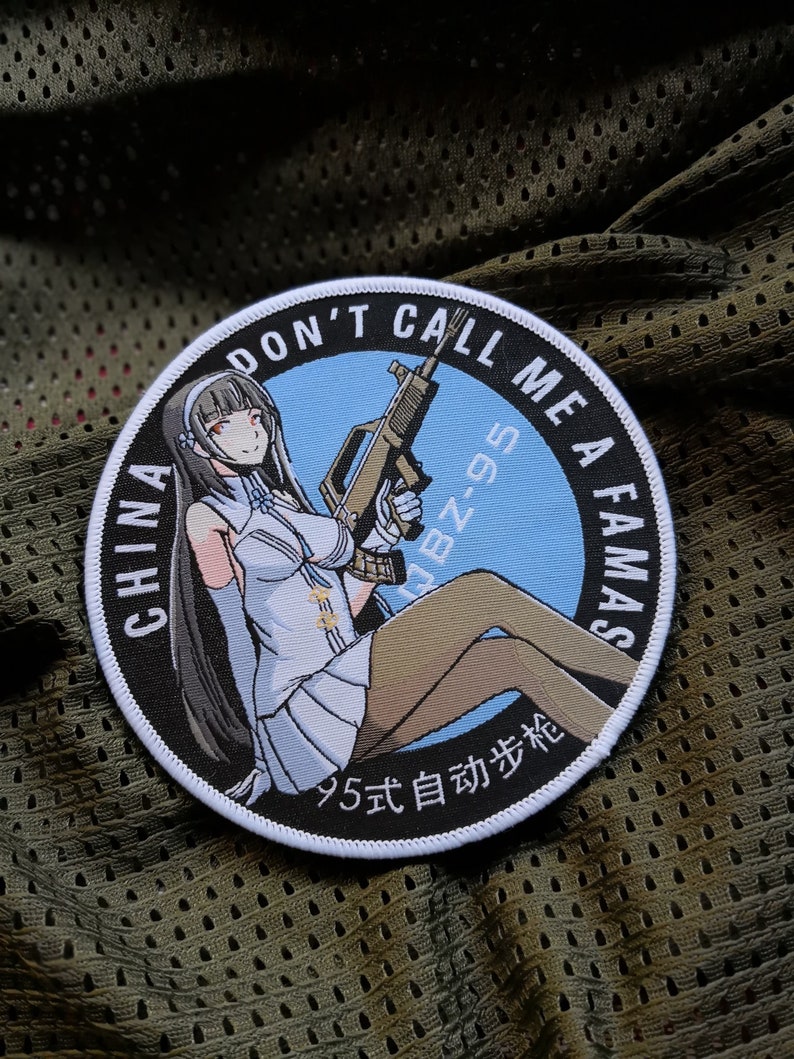 CHINA
DON'T CALL ME A FAMAS
QBZ-95
95式自动步枪